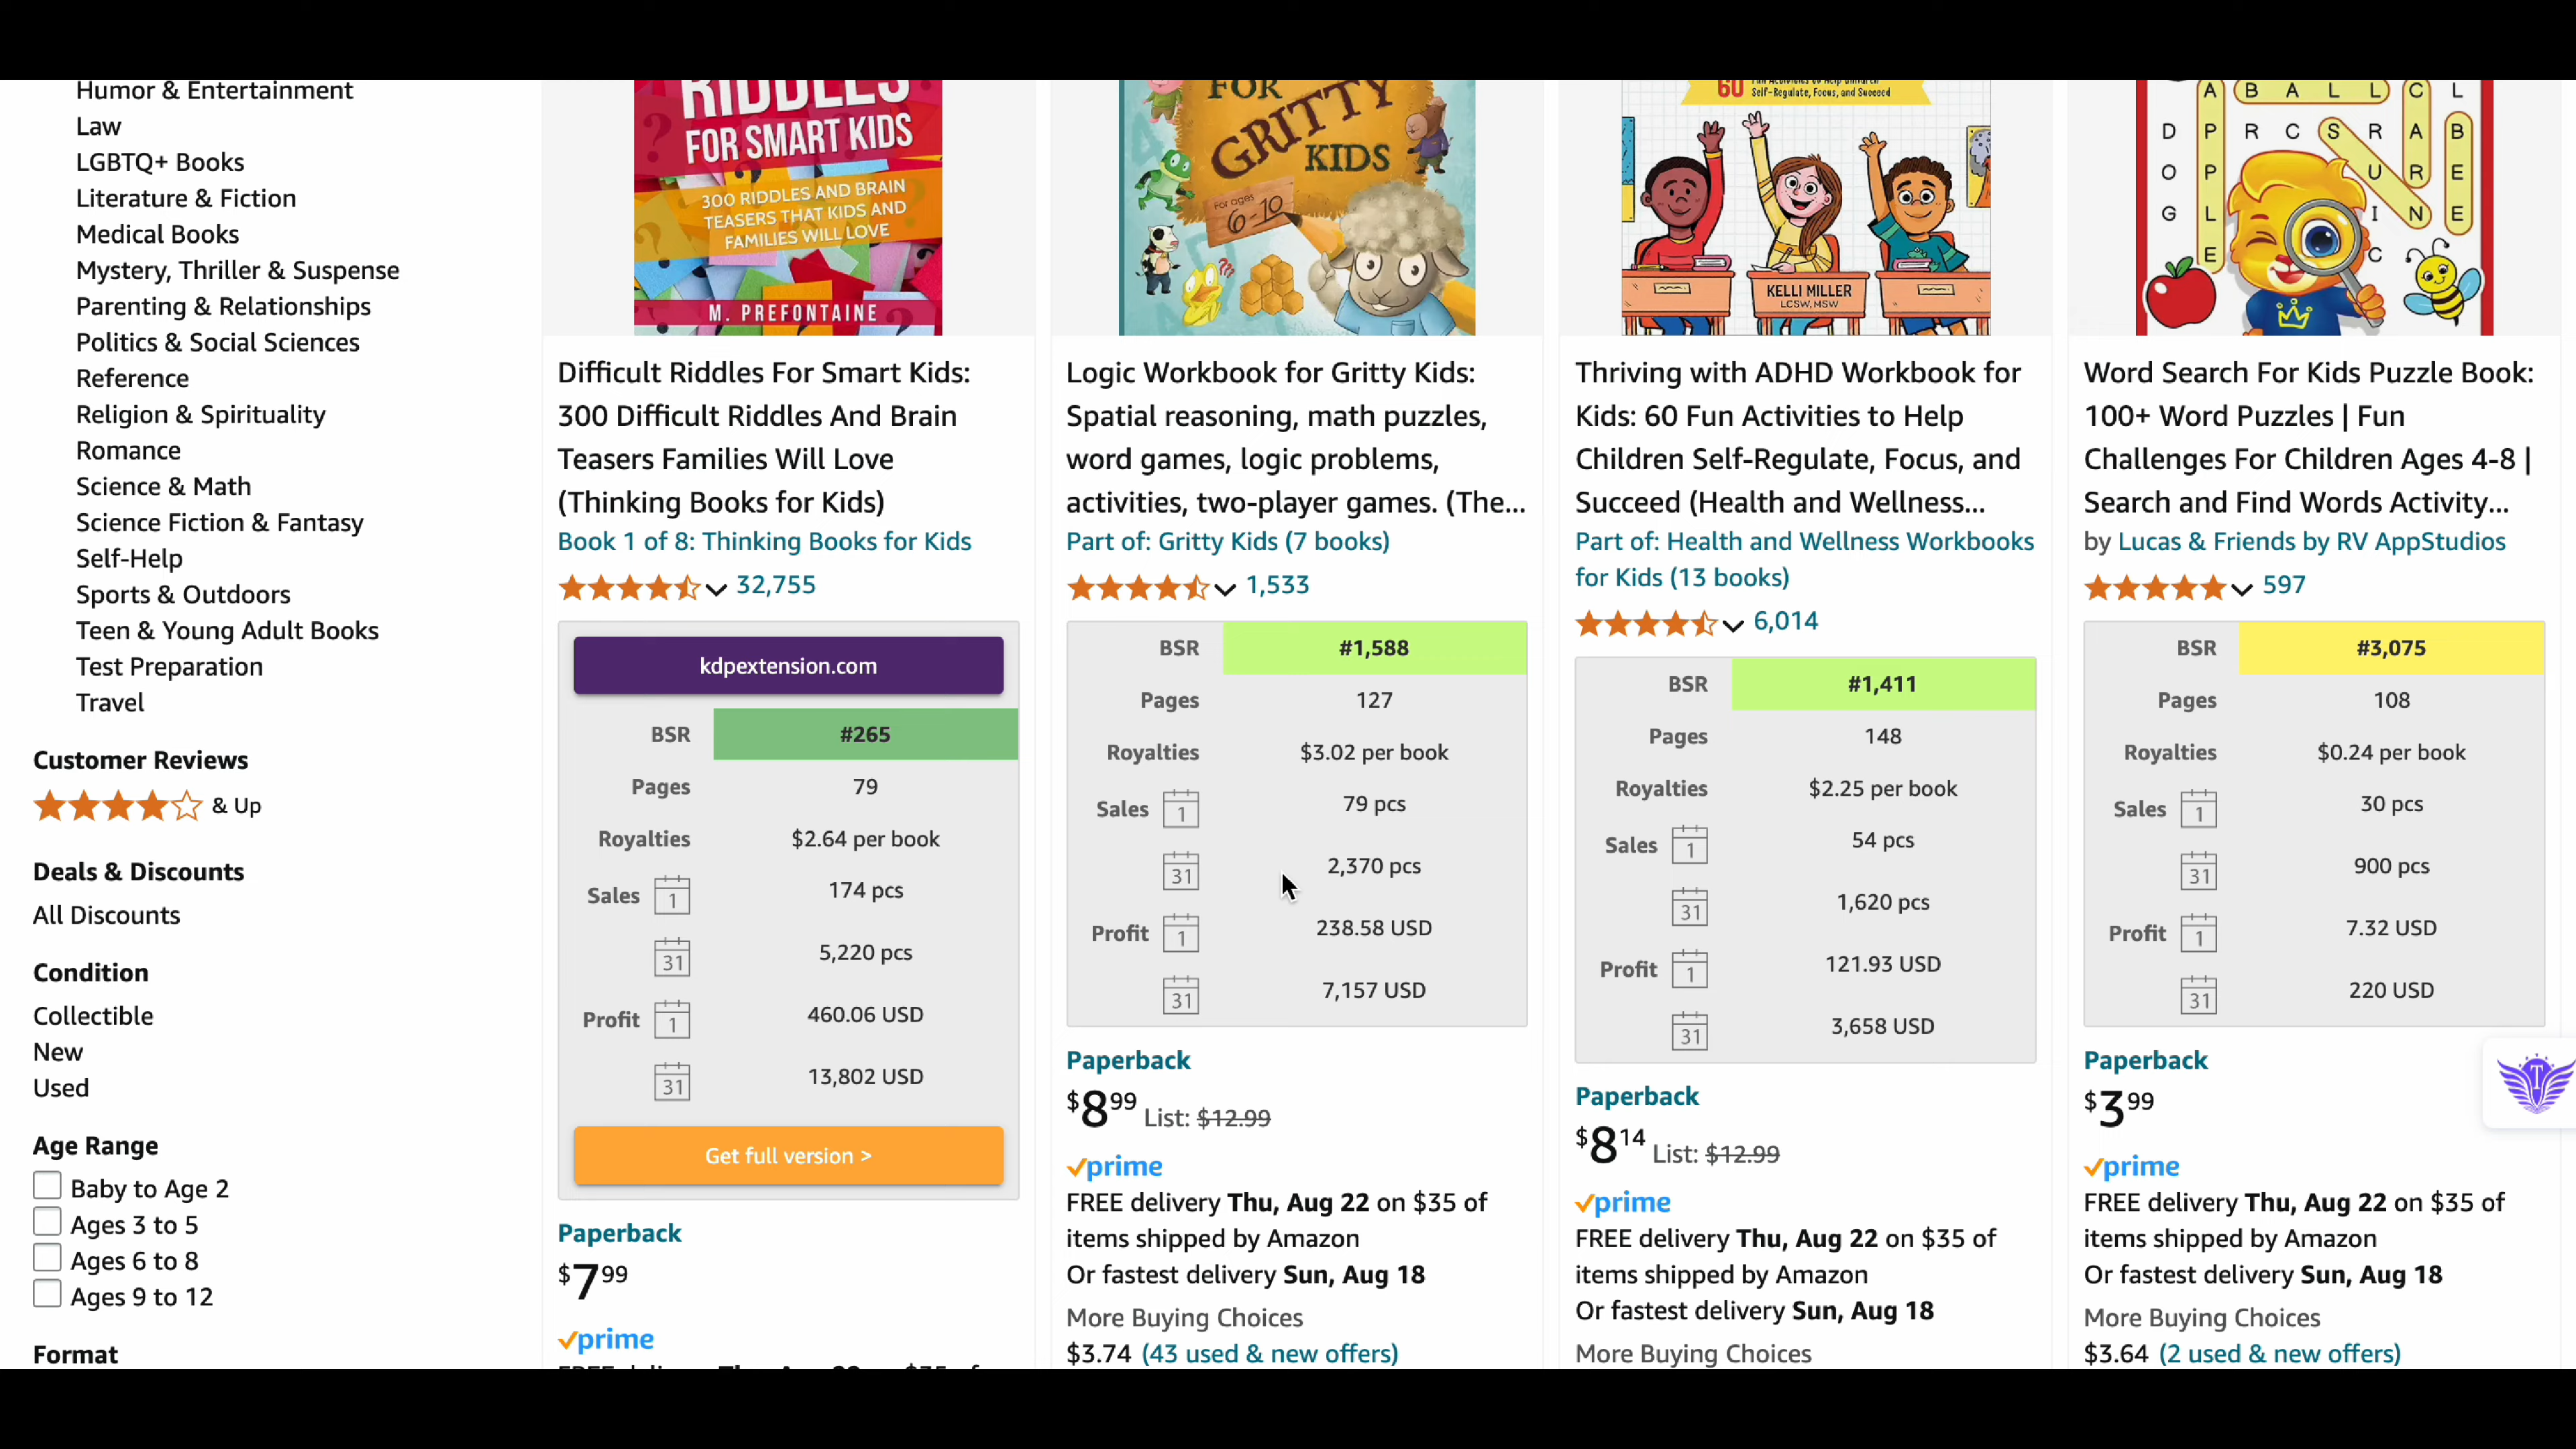 Humor & Entertainment
Law
LGBTQ+ Books
Literature & Fiction
Medical Books
Mystery, Thriller & Suspense
Parenting & Relationships
Politics & Social Sciences
Reference
Religion & Spirituality
Romance
Science & Math
Science Fiction & Fantasy
Self-Help
Sports & Outdoors
Teen & Young Adult Books
Test Preparation
Travel
Customer Reviews
& Up
Deals & Discounts
All Discounts
Condition
Collectible
New
Used
Age Range
Baby to Age 2
Ages 3 to 5
Ages 6 to 8
Ages 9 to 12
Format
RIDDLES
FOR SMART KIDS
300 RIDDLES AND BRAIN
TEASERS THAT KIDS AND
FAMILIES WILL LOVE
M. PREFONTAINE
Difficult Riddles For Smart Kids:
300 Difficult Riddles And Brain
Teasers Families Will Love
(Thinking Books for Kids)
Book 1 of 8: Thinking Books for Kids
32,755
kdpextension.com
BSR #265
Pages 79
Royalties $2.64 per book
Sales 1 174 pcs
31 5,220 pcs
Profit 1 460.06 USD
31 13,802 USD
Get full version >
Paperback
$7.99
prime
FOR
GRITTY
KIDS
For ages
6-10
Logic Workbook for Gritty Kids:
Spatial reasoning, math puzzles,
word games, logic problems,
activities, two-player games. (The...
Part of: Gritty Kids (7 books)
1,533
BSR #1,588
Pages 127
Royalties $3.02 per book
Sales 1 79 pcs
31 2,370 pcs
Profit 1 238.58 USD
31 7,157 USD
Paperback
$8.99 List: $12.99
prime
FREE delivery Thu, Aug 22 on $35 of
items shipped by Amazon
Or fastest delivery Sun, Aug 18
More Buying Choices
$3.74 (43 used & new offers)
60 Fun Activities to Help Children
Self-Regulate, Focus, and Succeed
KELLI MILLER
LCSW, MSW
Thriving with ADHD Workbook for
Kids: 60 Fun Activities to Help
Children Self-Regulate, Focus, and
Succeed (Health and Wellness...
Part of: Health and Wellness Workbooks
for Kids (13 books)
6,014
BSR #1,411
Pages 148
Royalties $2.25 per book
Sales 1 54 pcs
31 1,620 pcs
Profit 1 121.93 USD
31 3,658 USD
Paperback
$8.14 List: $12.99
prime
FREE delivery Thu, Aug 22 on $35 of
items shipped by Amazon
Or fastest delivery Sun, Aug 18
More Buying Choices
A B A L L C L
D P R C S R A B
O P U R E
G L I N E
E C
Word Search For Kids Puzzle Book:
100+ Word Puzzles | Fun
Challenges For Children Ages 4-8 |
Search and Find Words Activity...
by Lucas & Friends by RV AppStudios
597
BSR #3,075
Pages 108
Royalties $0.24 per book
Sales 1 30 pcs
31 900 pcs
Profit 1 7.32 USD
31 220 USD
Paperback
$3.99
prime
FREE delivery Thu, Aug 22 on $35 of
items shipped by Amazon
Or fastest delivery Sun, Aug 18
More Buying Choices
$3.64 (2 used & new offers)
T